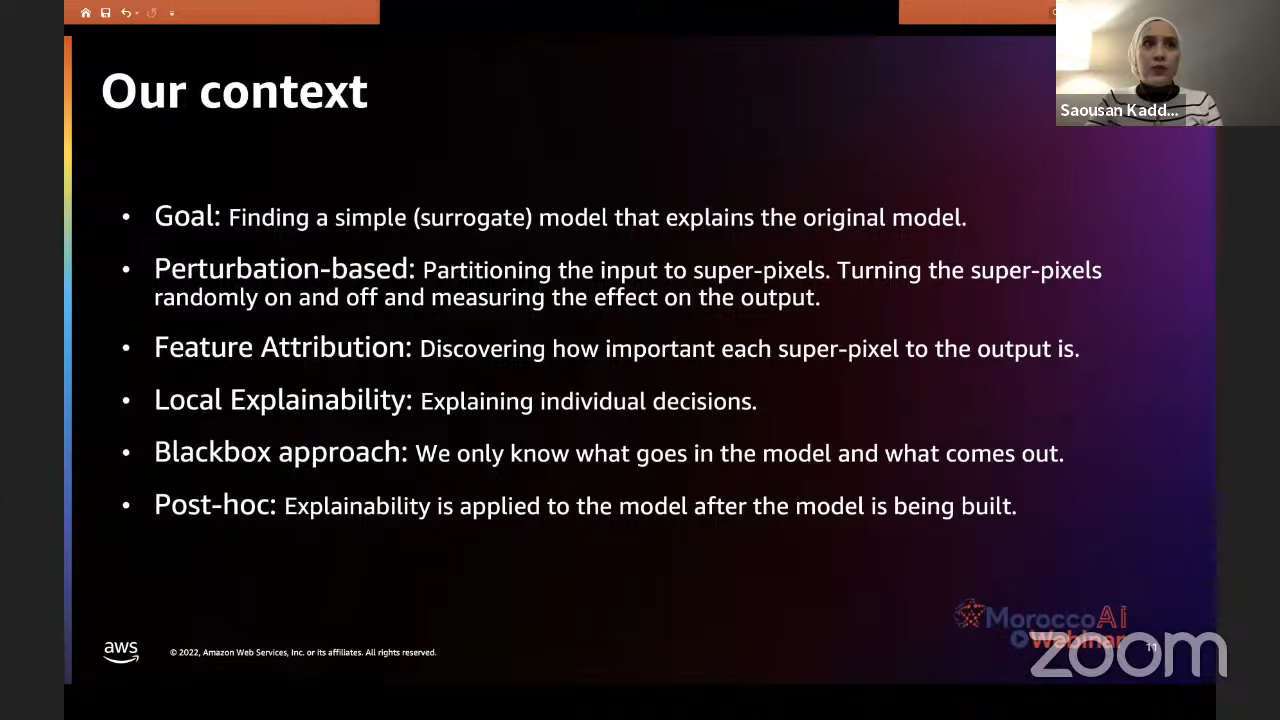 Our context
Saousan Kadd...
• Goal: Finding a simple (surrogate) model that explains the original model.
• Perturbation-based: Partitioning the input to super-pixels. Turning the super-pixels
randomly on and off and measuring the effect on the output.
• Feature Attribution: Discovering how important each super-pixel to the output is.
• Local Explainability: Explaining individual decisions.
• Blackbox approach: We only know what goes in the model and what comes out.
• Post-hoc: Explainability is applied to the model after the model is being built.
MoroccoAi
Webinar
aws
© 2022, Amazon Web Services, Inc. or its affiliates. All rights reserved.
11
zoom